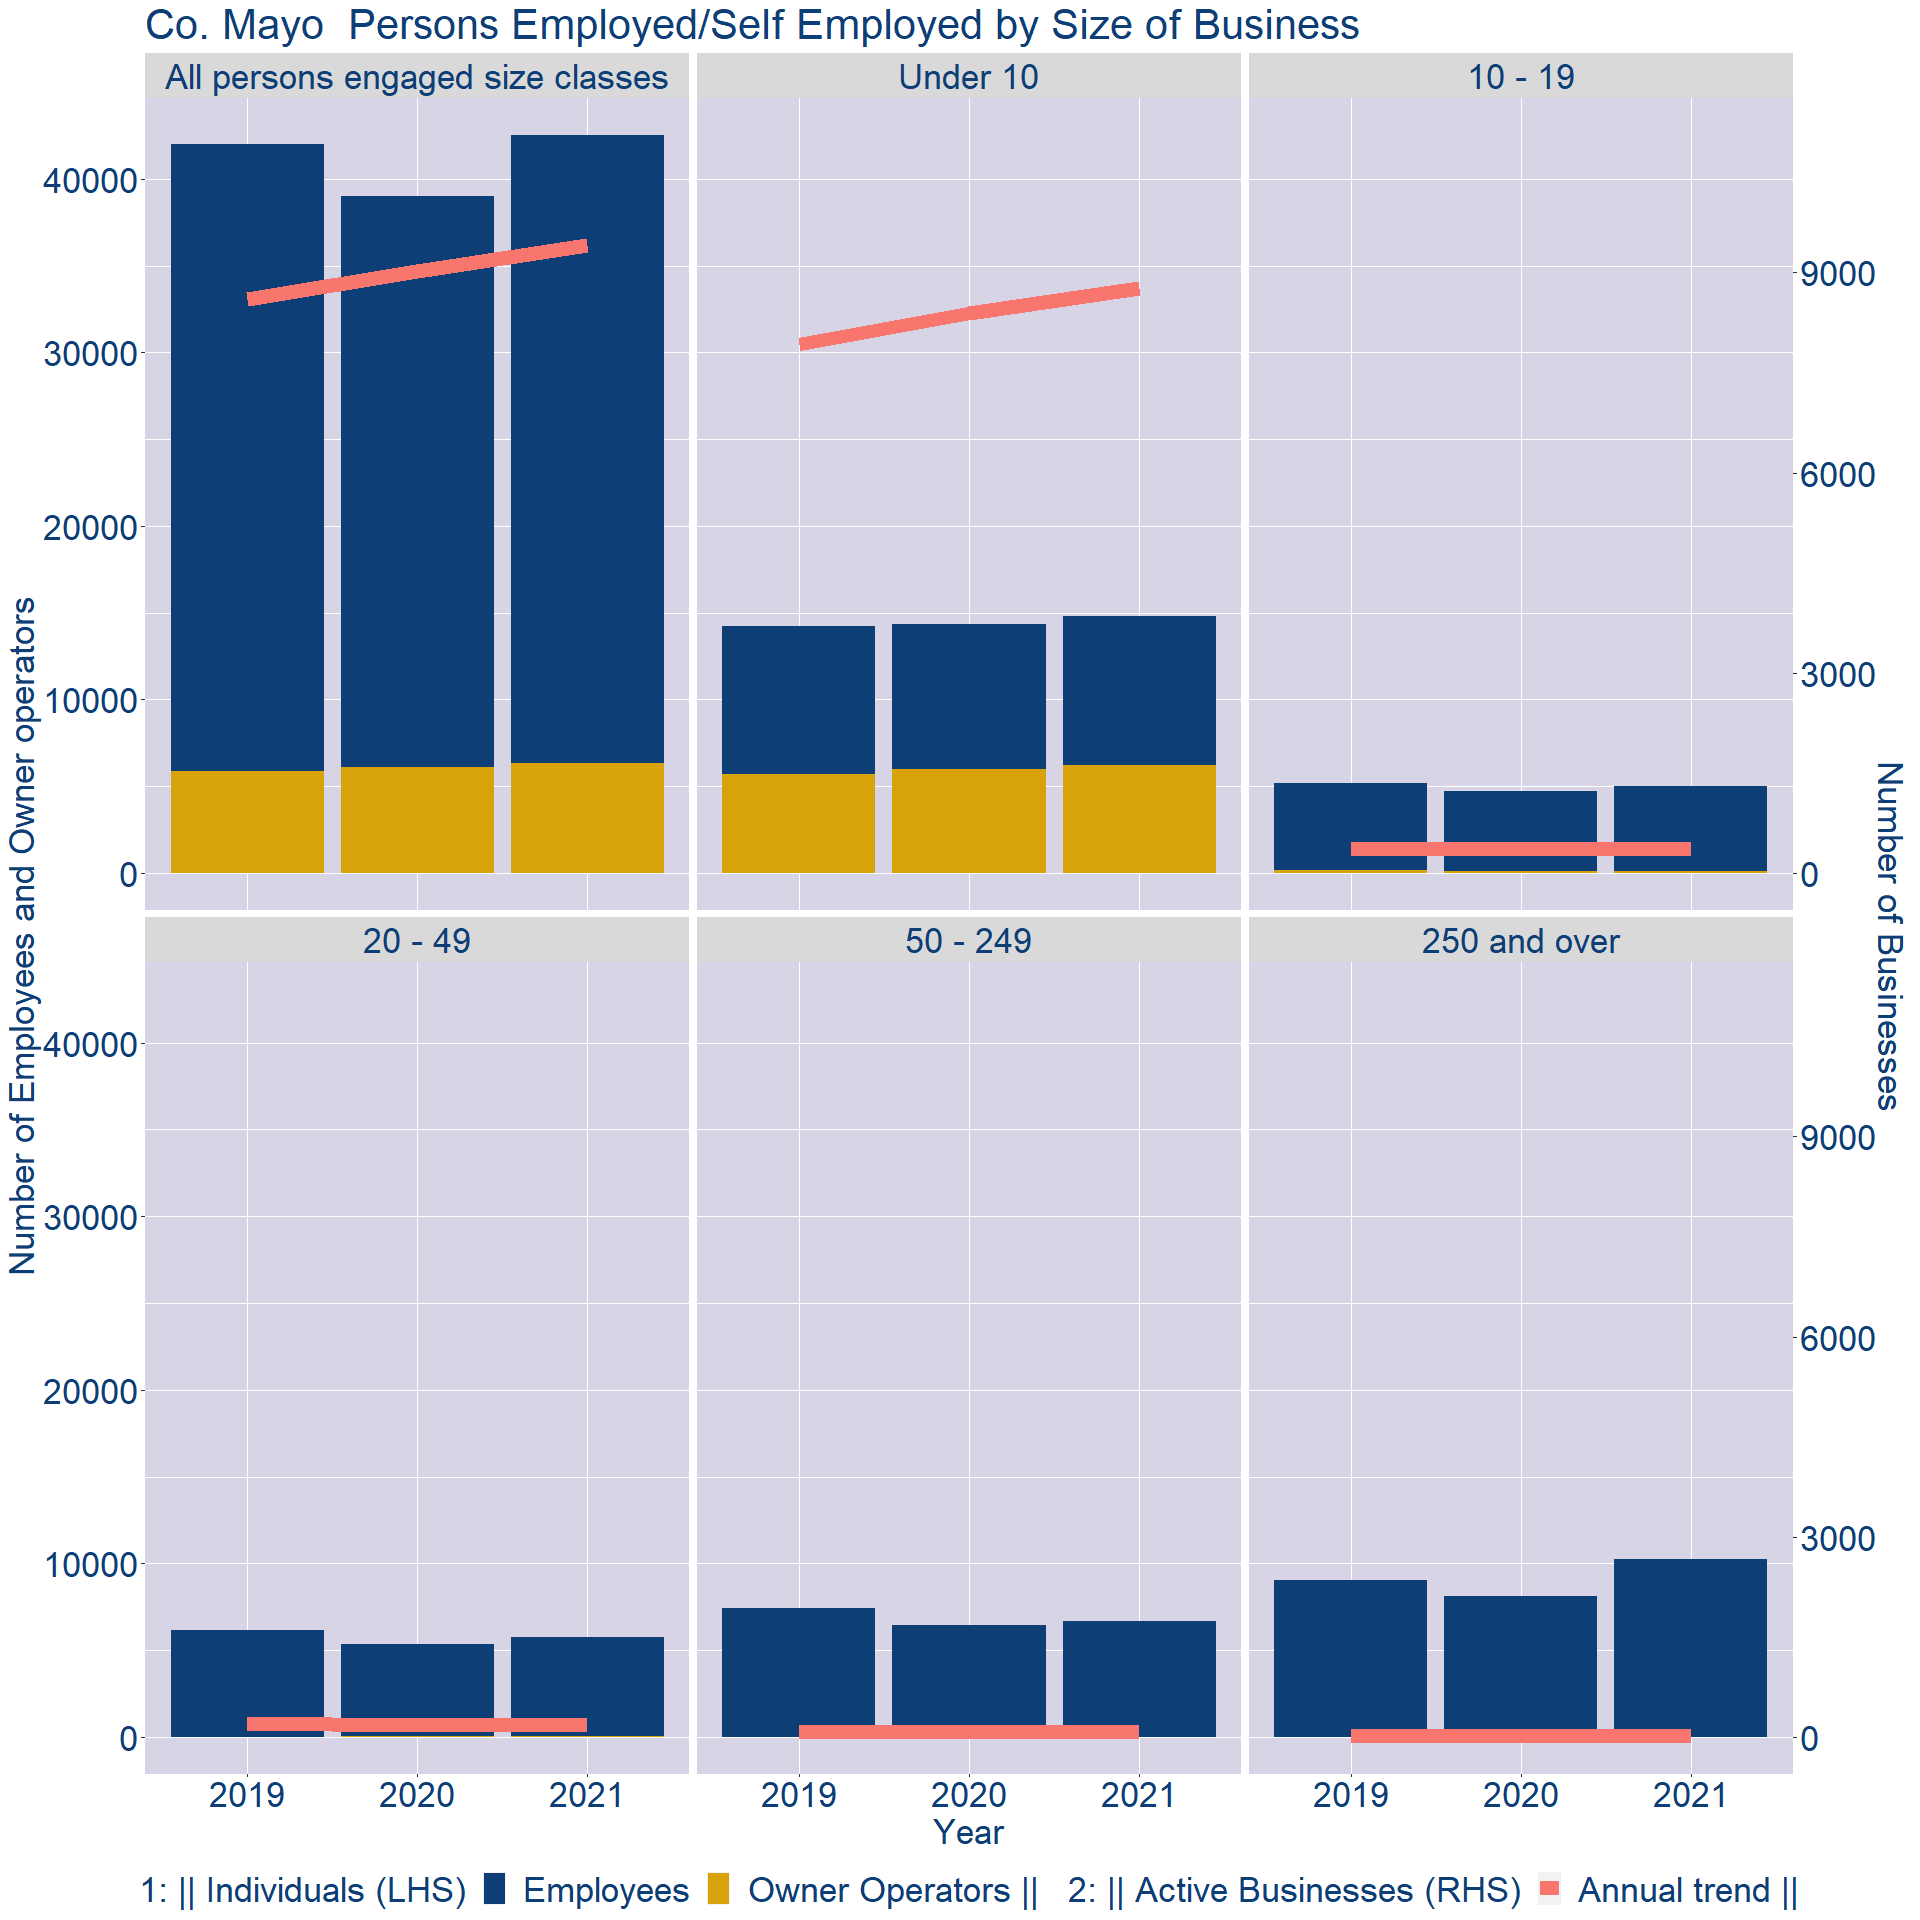 Co. Mayo  Persons Employed/Self Employed by Size of Business
All persons engaged size classes
Under 10
10 - 19
40000
30000
20000
10000
0
9000
6000
3000
0
Number of Employees and Owner operators
Number of Businesses
20 - 49
50 - 249
250 and over
40000
30000
20000
10000
0
9000
6000
3000
0
2019 2020 2021
2019 2020 2021
2019 2020 2021
Year
1: || Individuals (LHS) Employees Owner Operators || 2: || Active Businesses (RHS) Annual trend ||